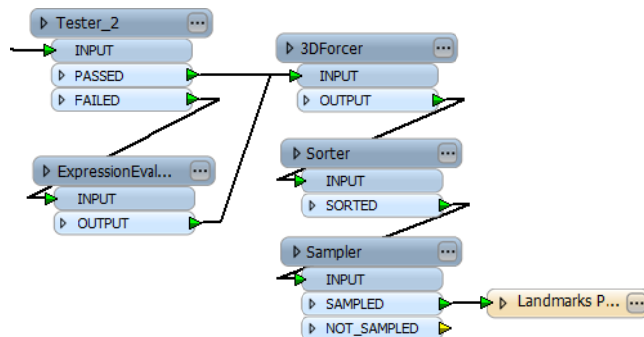 Tester_2
INPUT
PASSED
FAILED
ExpressionEval...
INPUT
OUTPUT
3DForcer
INPUT
OUTPUT
Sorter
INPUT
SORTED
Sampler
INPUT
SAMPLED
NOT_SAMPLED
Landmarks P...